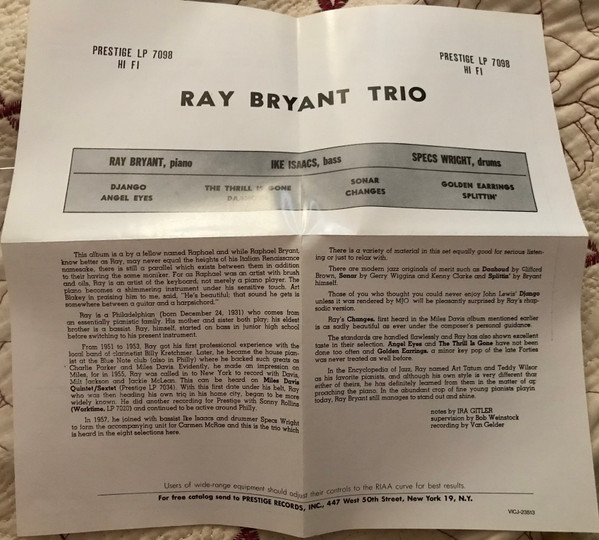 PRESTIGE LP 7098
HI FI
PRESTIGE LP 7098
HI FI
RAY BRYANT TRIO
RAY BRYANT, piano
IKE ISAACS, bass
SPECS WRIGHT, drums
DJANGO
ANGEL EYES
THE THRILL IS GONE
SONAR
CHANGES
GOLDEN EARRINGS
SPLITTIN'
This album is a by a fellow named Raphael and while Raphael Bryant,
know better as Ray, may never equal the heights of his Italian Renaissance
namesake, there is still a parallel which exists between them in addition
to their having the same moniker. For as Raphael was an artist with brush
and oils, Ray is an artist of the keyboard, not merely a piano player. The
piano becomes a shimmering instrument under his sensitive touch. Art
Blakey in praising him to me, said, "He's beautiful; that sound he gets is
somewhere between a guitar and a harpsichord."
Ray is a Philadelphian (born December 24, 1931) who comes from
an essentially pianistic family. His mother and sister both play; his eldest
brother is a bassist. Ray, himself, started on bass in junior high school
before switching to his present instrument.
From 1951 to 1953, Ray got his first professional experience with the
local band of clarinetist Billy Kretchmer. Later, he became the house pian-
ist at the Blue Note club (also in Philly) where he backed such greats as
Charlie Parker and Miles Davis. Evidently, he made an impression on
Miles, for in 1955, Ray was called in to New York to record with Davis,
Milt Jackson and Jackie McLean. This can be heard on Miles Davis
Quintet/Sextet (Prestige LP 7034). With this first date under his belt, Ray
who was then heading his own trio in his home city, began to be more
widely known. He did another recording for Prestige with Sonny Rollins
(Worktime, LP 7020) and continued to be active around Philly.
In 1957, he joined with bassist Ike Isaacs and drummer Specs Wright
to form the accompanying unit for Carmen McRae and this is the trio which
is heard in the eight selections here.
There is a variety of material in this set equally good for serious listen-
ing or just to relax with.
There are modern jazz originals of merit such as Daahoud by Clifford
Brown, Sonar by Gerry Wiggins and Kenny Clarke and Splittin' by Bryant
himself.
Those of you who thought you could never enjoy John Lewis' Django
unless it was rendered by MJQ will be pleasantly surprised by Ray's rhap-
sodic version.
Ray's Changes, first heard in the Miles Davis album mentioned earlier
is as sadly beautiful as ever under the composer's personal guidance.
The standards are handled flawlessly and Ray has also shown excellent
taste in their selection. Angel Eyes and The Thrill Is Gone have not been
done too often and Golden Earrings, a minor key pop of the late Forties
was never treated as well before.
In the Encyclopedia of Jazz, Ray named Art Tatum and Teddy Wilson
as his favorite pianists, and although his own style is very different than
either of theirs, he has definitely learned from them in the matter of ap-
proaching the piano. In the abundant crop of fine young pianists playing
today, Ray Bryant still manages to stand out and shine.
notes by IRA GITLER
supervision by Bob Weinstock
recording by Van Gelder
Users of wide-range equipment should adjust their controls to the RIAA curve for best results.
For free catalog send to PRESTIGE RECORDS, INC., 447 West 50th Street, New York 19, N.Y.